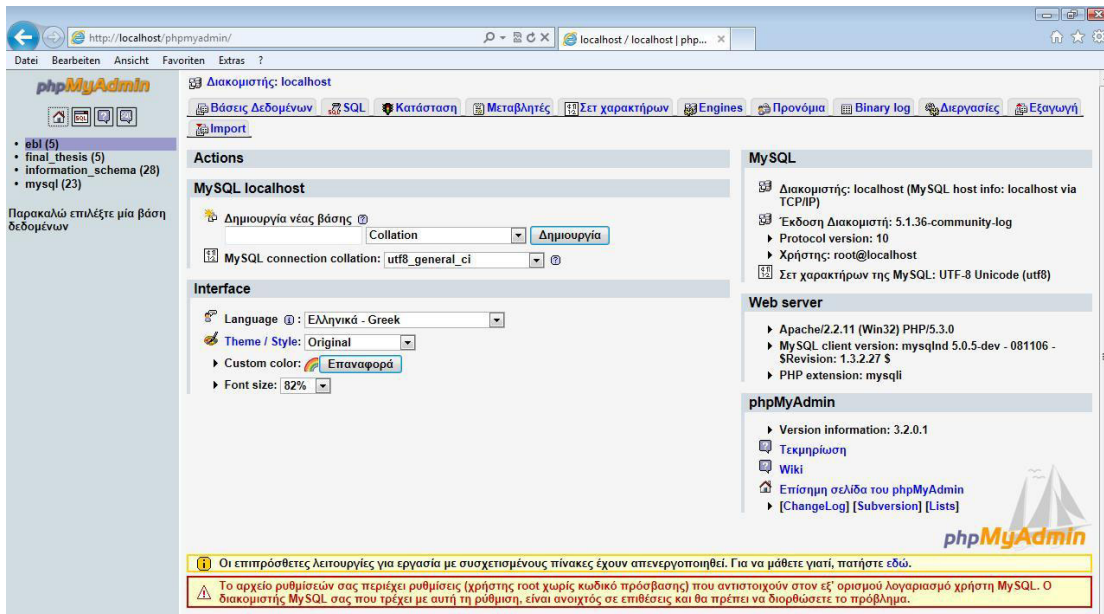 http://localhost/phpmyadmin/
localhost / localhost | php...
Datei Bearbeiten Ansicht Favoriten Extras ?
phpMyAdmin
SQL
ebl (5)
final_thesis (5)
information_schema (28)
mysql (23)
Παρακαλώ επιλέξτε μία βάση
δεδομένων
Διακομιστής: localhost
Βάσεις Δεδομένων SQL Κατάσταση Μεταβλητές Σετ χαρακτήρων Engines Προνόμια Binary log Διεργασίες Εξαγωγή
Import
Actions
MySQL localhost
Δημιουργία νέας βάσης
Collation Δημιουργία
MySQL connection collation: utf8_general_ci
Interface
Language : Ελληνικά - Greek
Theme / Style: Original
Custom color: Επαναφορά
Font size: 82%
MySQL
Διακομιστής: localhost (MySQL host info: localhost via
TCP/IP)
Έκδοση Διακομιστή: 5.1.36-community-log
Protocol version: 10
Χρήστης: root@localhost
Σετ χαρακτήρων της MySQL: UTF-8 Unicode (utf8)
Web server
Apache/2.2.11 (Win32) PHP/5.3.0
MySQL client version: mysqlnd 5.0.5-dev - 081106 -
$Revision: 1.3.2.27 $
PHP extension: mysqli
phpMyAdmin
Version information: 3.2.0.1
Τεκμηρίωση
Wiki
Επίσημη σελίδα του phpMyAdmin
[ChangeLog] [Subversion] [Lists]
phpMyAdmin
Οι επιπρόσθετες λειτουργίες για εργασία με συσχετισμένους πίνακες έχουν απενεργοποιηθεί. Για να μάθετε γιατί, πατήστε εδώ.
Το αρχείο ρυθμίσεών σας περιέχει ρυθμίσεις (χρήστης root χωρίς κωδικό πρόσβασης) που αντιστοιχούν στον εξ' ορισμού λογαριασμό χρήστη MySQL. Ο
διακομιστής MySQL σας που τρέχει με αυτή τη ρύθμιση, είναι ανοιχτός σε επιθέσεις και θα πρέπει να διορθώσετε το πρόβλημα.